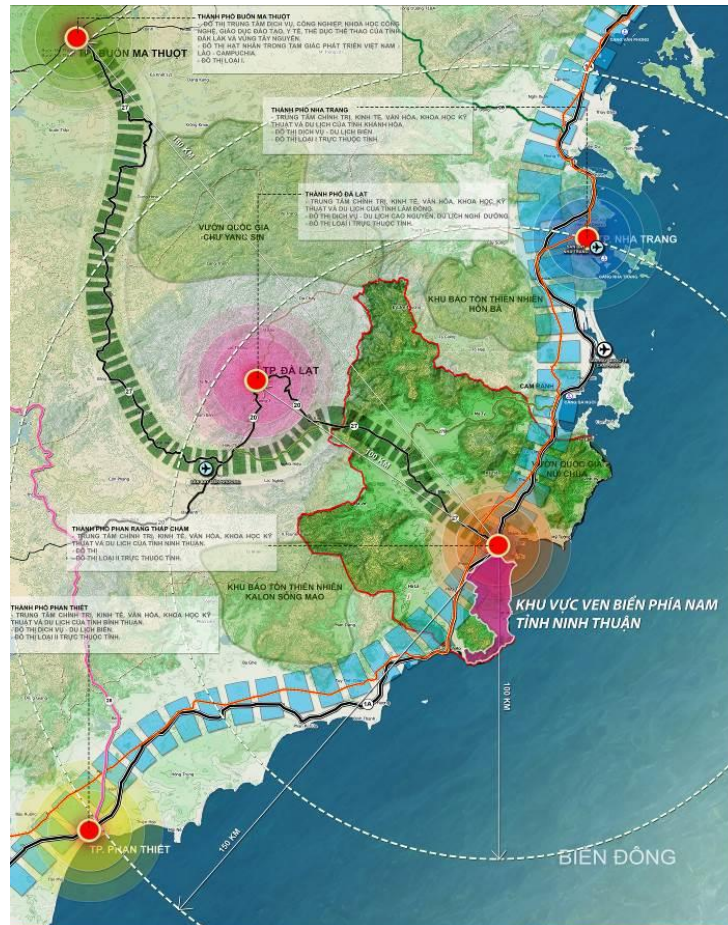 THÀNH PHỐ BUÔN MA THUỘT
- ĐÔ THỊ TRUNG TÂM DỊCH VỤ, CÔNG NGHIỆP, KHOA HỌC CÔNG
NGHỆ, GIÁO DỤC ĐÀO TẠO, Y TẾ, THỂ DỤC THỂ THAO CỦA TỈNH
ĐĂK LĂK VÀ VÙNG TÂY NGUYÊN.
- ĐÔ THỊ HẠT NHÂN TRONG TAM GIÁC PHÁT TRIỂN VIỆT NAM -
LÀO - CAMPUCHIA.
- ĐÔ THỊ LOẠI I.
BUÔN MA THUỘT
27
THÀNH PHỐ NHA TRANG
- TRUNG TÂM CHÍNH TRỊ, KINH TẾ, VĂN HÓA, KHOA HỌC KỸ
THUẬT VÀ DU LỊCH CỦA TỈNH KHÁNH HÒA.
- ĐÔ THỊ DỊCH VỤ - DU LỊCH BIỂN.
- ĐÔ THỊ LOẠI I TRỰC THUỘC TỈNH.
THÀNH PHỐ ĐÀ LẠT
- TRUNG TÂM CHÍNH TRỊ, KINH TẾ, VĂN HÓA, KHOA HỌC KỸ
THUẬT VÀ DU LỊCH CỦA TỈNH LÂM ĐỒNG.
- ĐÔ THỊ DỊCH VỤ - DU LỊCH CAO NGUYÊN, DU LỊCH NGHỈ DƯỠNG.
- ĐÔ THỊ LOẠI I TRỰC THUỘC TỈNH.
VƯỜN QUỐC GIA
CHƯ YANG SIN
TP. NHA TRANG
KHU BẢO TỒN THIÊN NHIÊN
HÒN BÀ
TP. ĐÀ LẠT
CAM RANH
20
20
27
27
100 KM
VƯỜN QUỐC GIA
NÚI CHÚA
THÀNH PHỐ PHAN RANG THÁP CHÀM
- TRUNG TÂM CHÍNH TRỊ, KINH TẾ, VĂN HÓA, KHOA HỌC KỸ
THUẬT VÀ DU LỊCH CỦA TỈNH NINH THUẬN.
- ĐÔ THỊ
- ĐÔ THỊ LOẠI II TRỰC THUỘC TỈNH.
KHU BẢO TỒN THIÊN NHIÊN
KALON SÔNG MAO
KHU VỰC VEN BIỂN PHÍA NAM
TỈNH NINH THUẬN
THÀNH PHỐ PHAN THIẾT
- TRUNG TÂM CHÍNH TRỊ, KINH TẾ, VĂN HÓA, KHOA HỌC KỸ
THUẬT VÀ DU LỊCH CỦA TỈNH BÌNH THUẬN.
- ĐÔ THỊ DỊCH VỤ - DU LỊCH BIỂN.
- ĐÔ THỊ LOẠI II TRỰC THUỘC TỈNH.
28
1A
100 KM
150 KM
TP. PHAN THIẾT
BIỂN ĐÔNG